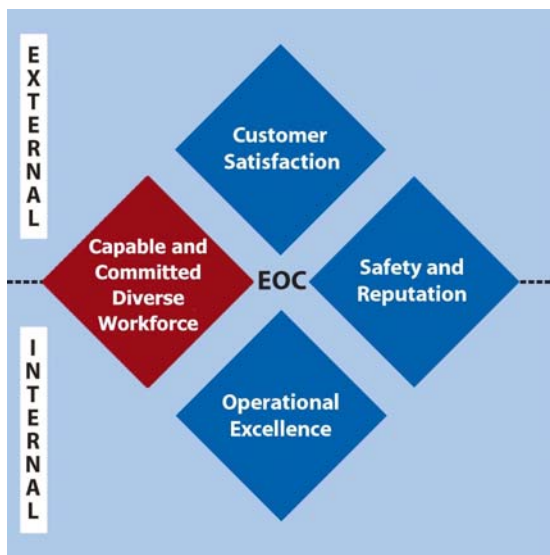 EXTERNAL
Customer
Satisfaction
Capable and
Committed
Diverse
Workforce
EOC
Safety and
Reputation
Operational
Excellence
INTERNAL